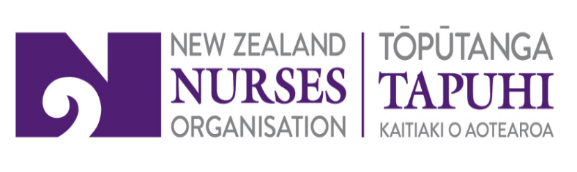 NEW ZEALAND
NURSES
ORGANISATION
TŌPŪTANGA
TAPUHI
KAITIAKI O AOTEAROA